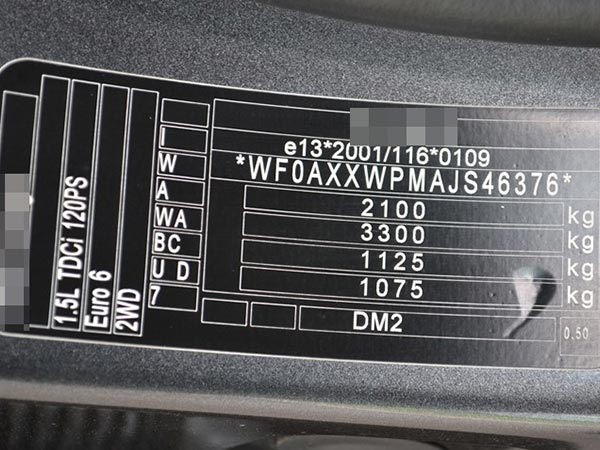 1.5L TDCi 120PS
Euro 6
2WD
I
W
A
WA
BC
U D
7
e13*2001/116*0109
*WF0AXXWPMAJS46376*
2100 kg
3300 kg
1125 kg
1075 kg
DM2
0.50